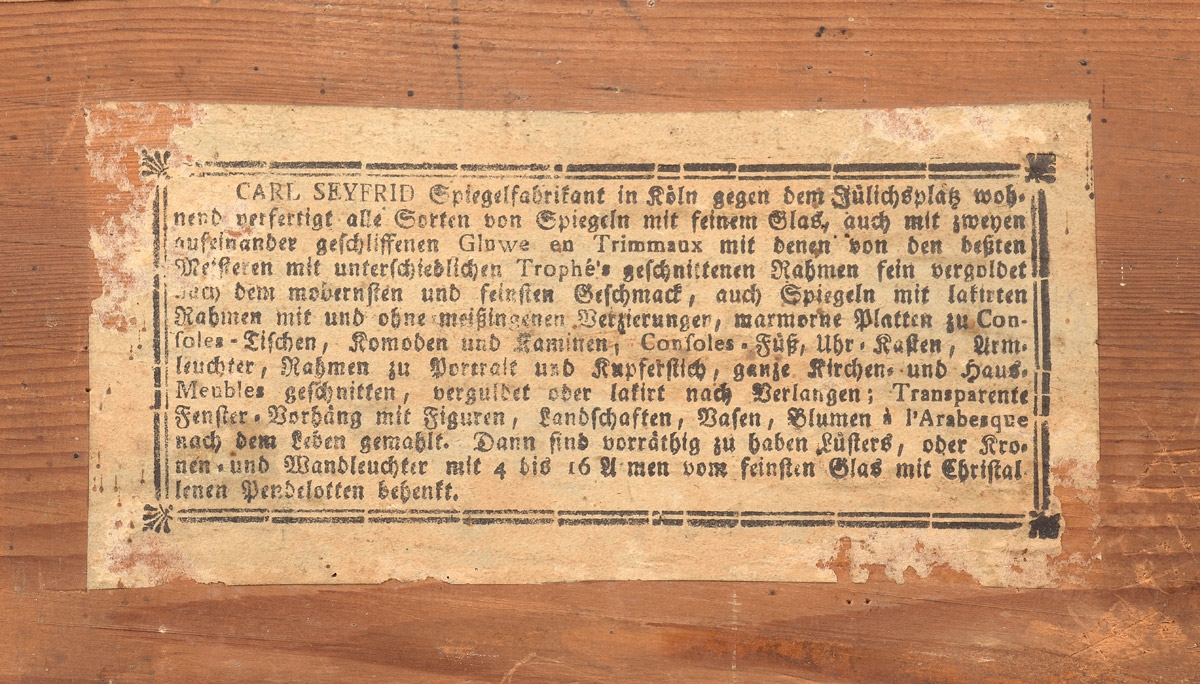 CARL SEYFRID Spiegelfabrikant in Köln gegen dem Jülichsplatz woh-
nend verfertigt alle Sorten von Spiegeln mit feinem Glas, auch mit zweyen
aufeinander geschliffenen Gluwe en Trimmaux mit denen von den beßten
Meisteren mit unterschiedlichen Trophé's geschnittenen Rahmen fein vergoldet
nach dem modernsten und feinsten Geschmack, auch Spiegeln mit lakirten
Rahmen mit und ohne meißingenen Verzierungen, marmorne Platten zu Con-
soles-Tischen, Komoden und Kaminen, Consoles-Füß, Uhr-Kasten, Arm-
leuchter, Rahmen zu Portrait und Kupferstich, ganze Kirchen- und Haus-
Meubles geschnitten, verguldet oder lakirt nach Verlangen; Transparente
Fenster-Vorhäng mit Figuren, Landschaften, Vasen, Blumen à l'Arabesque
nach dem Leben gemahlt. Dann sind vorräthig zu haben Lüsters, oder Kro-
nen- und Wandleuchter mit 4 bis 16 Armen vom feinsten Glas mit Christal
lenen Pendelotten behenkt.